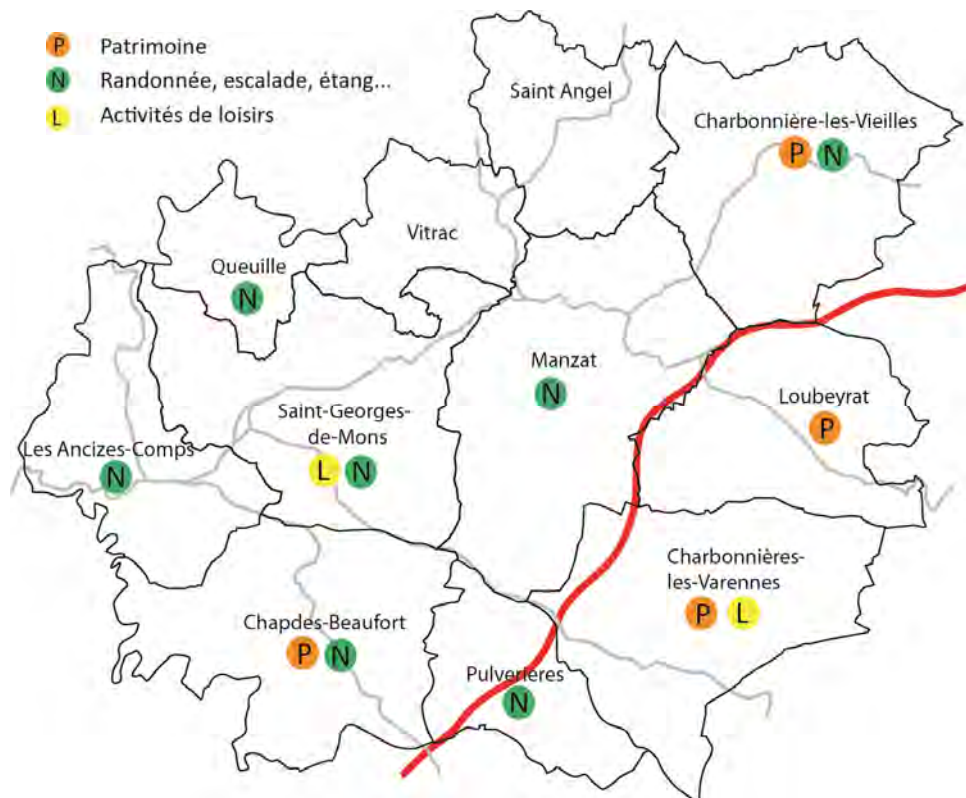 P Patrimoine
N Randonnée, escalade, étang...
L Activités de loisirs
Saint Angel
Charbonnière-les-Vieilles
P N
Vitrac
Queuille
N
Manzat
N
Loubeyrat
P
Saint-Georges-
de-Mons
L N
Les Ancizes-Comps
N
Charbonnières-
les-Varennes
P L
Chapdes-Beaufort
P N
Pulverières
N